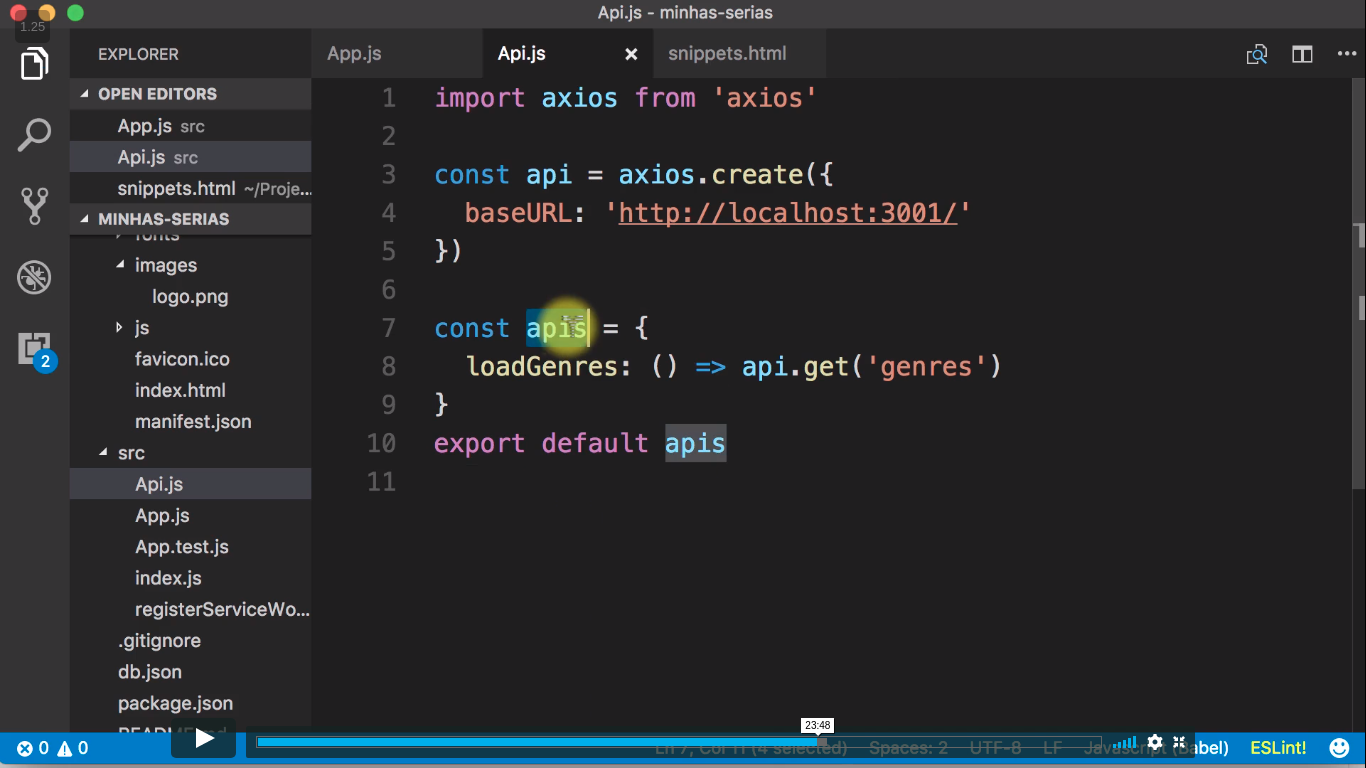 Api.js - minhas-serias
1.25
EXPLORER
App.js
Api.js
snippets.html
OPEN EDITORS
App.js src
Api.js src
snippets.html ~/Proje...
MINHAS-SERIAS
fonts
images
logo.png
js
favicon.ico
index.html
manifest.json
src
Api.js
App.js
App.test.js
index.js
registerServiceWo...
.gitignore
db.json
package.json
README.md
1 import axios from 'axios'
2
3 const api = axios.create({
4 baseURL: 'http://localhost:3001/'
5 })
6
7 const apis = {
8 loadGenres: () => api.get('genres')
9 }
10 export default apis
11
2
23:48
0 0
Ln 7, Col 11 (4 selected) Spaces: 2 UTF-8 LF Javascript (Babel) ESLint!